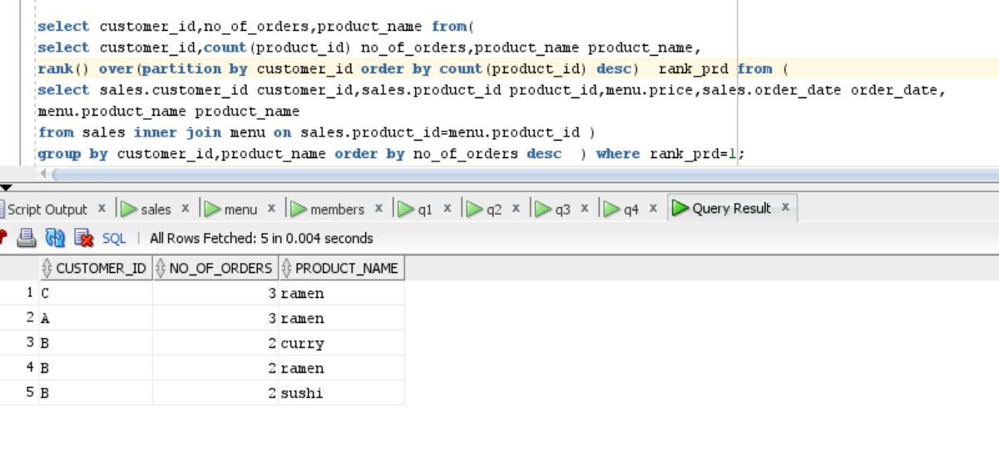 select customer_id,no_of_orders,product_name from(
select customer_id,count(product_id) no_of_orders,product_name product_name,
rank() over(partition by customer_id order by count(product_id) desc)  rank_prd from (
select sales.customer_id customer_id,sales.product_id product_id,menu.price,sales.order_date order_date,
menu.product_name product_name
from sales inner join menu on sales.product_id=menu.product_id )
group by customer_id,product_name order by no_of_orders desc  ) where rank_prd=1;
Script Output x sales x menu x members x q1 x q2 x q3 x q4 x Query Result x
SQL | All Rows Fetched: 5 in 0.004 seconds
CUSTOMER_ID NO_OF_ORDERS PRODUCT_NAME
1 C 3 ramen
2 A 3 ramen
3 B 2 curry
4 B 2 ramen
5 B 2 sushi